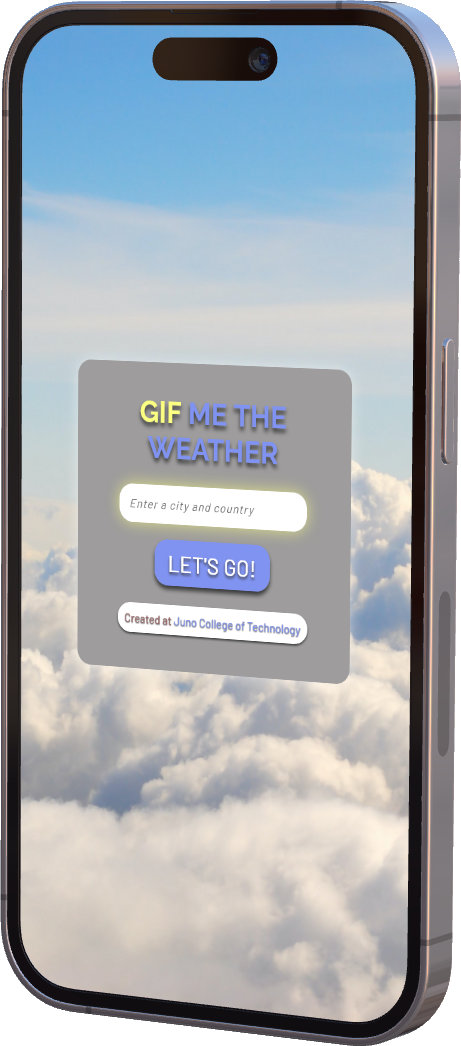 GIF ME THE
WEATHER
Enter a city and country
LET'S GO!
Created at Juno College of Technology